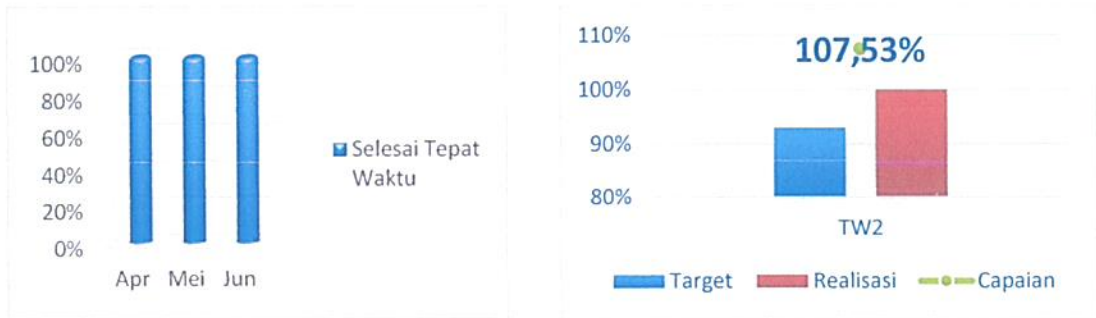 100%
80%
60%
40%
20%
0%
Apr Mei Jun
Selesai Tepat
Waktu
110%
100%
90%
80%
107,53%
TW2
Target Realisasi Capaian